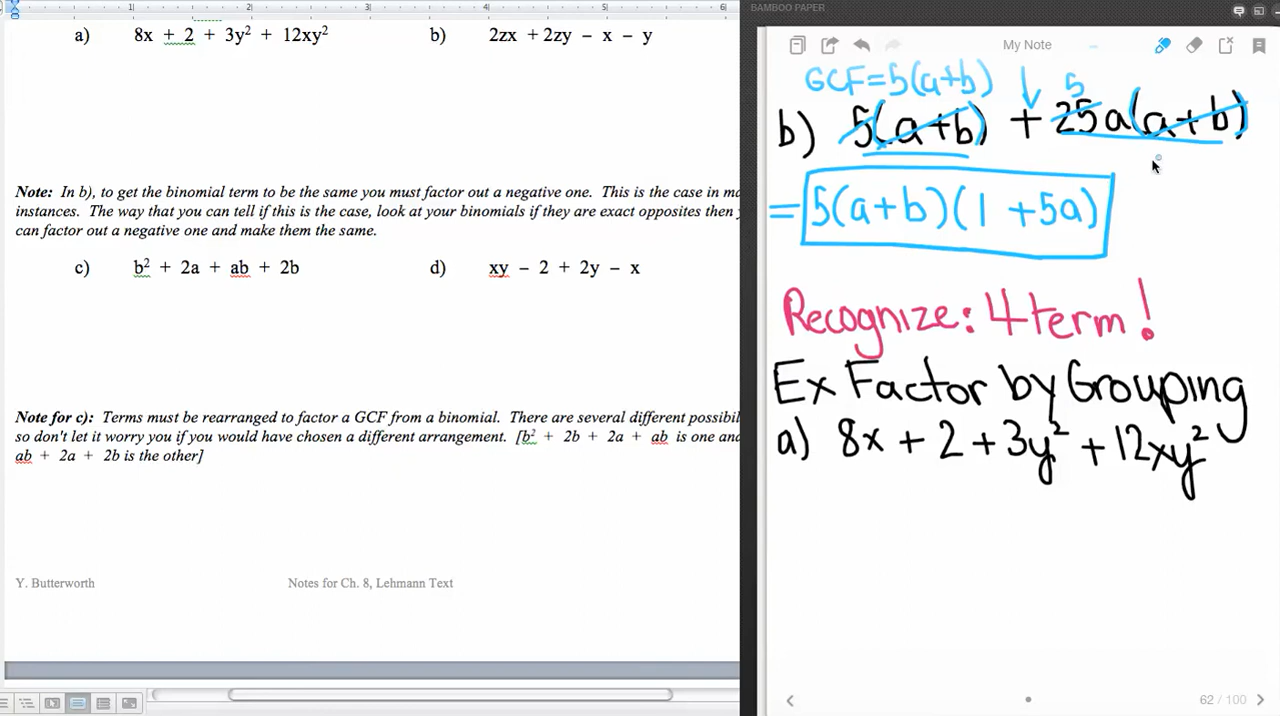 BAMBOO PAPER
1 2 3 4 5 6
My Note
a) 8x + 2 + 3y² + 12xy² b) 2zx + 2zy – x – y
Note: In b), to get the binomial term to be the same you must factor out a negative one. This is the case in ma
instances. The way that you can tell if this is the case, look at your binomials if they are exact opposites then
can factor out a negative one and make them the same.
c) b² + 2a + ab + 2b d) xy – 2 + 2y – x
Note for c): Terms must be rearranged to factor a GCF from a binomial. There are several different possibil
so don't let it worry you if you would have chosen a different arrangement. [b² + 2b + 2a + ab is one and
ab + 2a + 2b is the other]
Y. Butterworth Notes for Ch. 8, Lehmann Text
GCF=5(a+b) 5
b) 5(a+b) + 25a(a+b)
= 5(a+b)(1+5a)
Recognize: 4 term!
Ex Factor by Grouping
a) 8x + 2 + 3y² + 12xy²
62 / 100